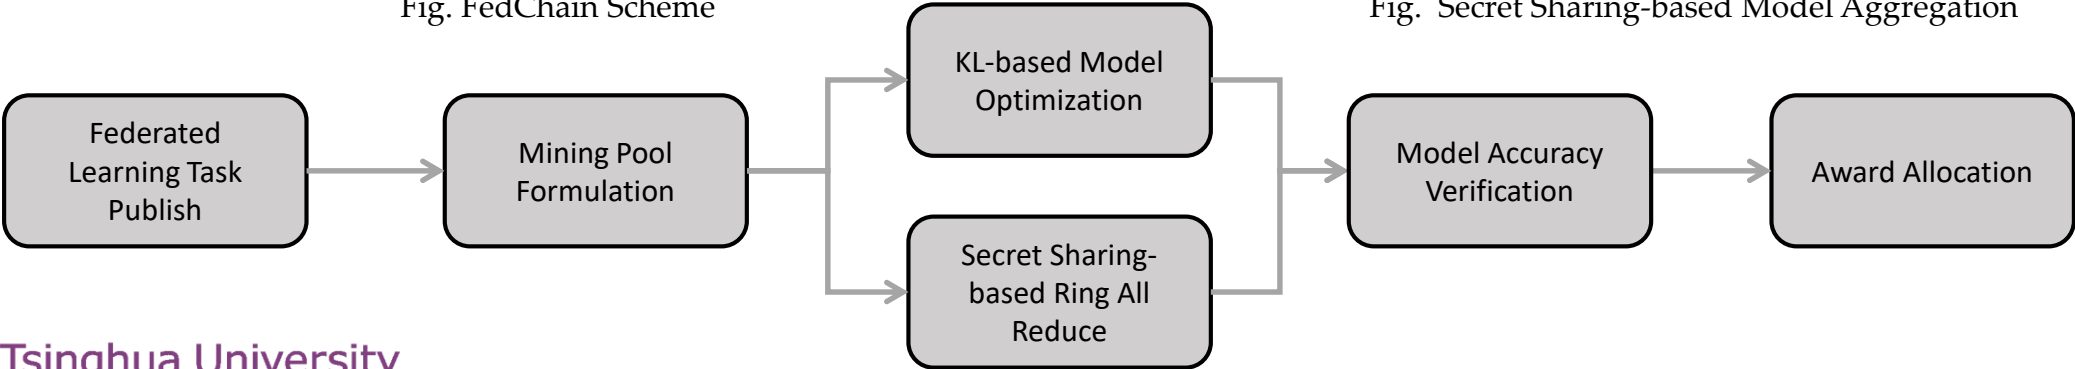 Fig. FedChain Scheme
Fig. Secret Sharing-based Model Aggregation
Federated
Learning Task
Publish
Mining Pool
Formulation
KL-based Model
Optimization
Secret Sharing-
based Ring All
Reduce
Model Accuracy
Verification
Award Allocation
Tsinghua University